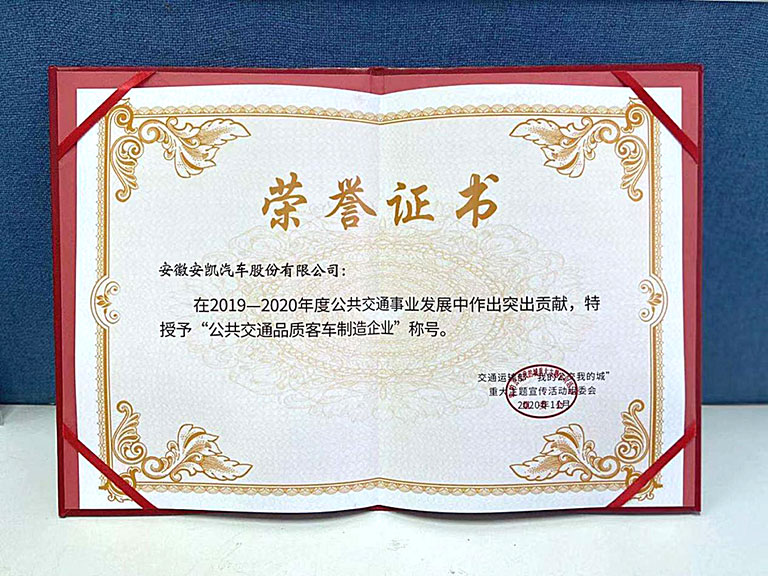 荣誉证书
安徽安凯汽车股份有限公司：
在2019—2020年度公共交通事业发展中作出突出贡献，特
授予“公共交通品质客车制造企业”称号。
交通运输部“我的公交我的城”
重大主题宣传活动组委会
2020年11月